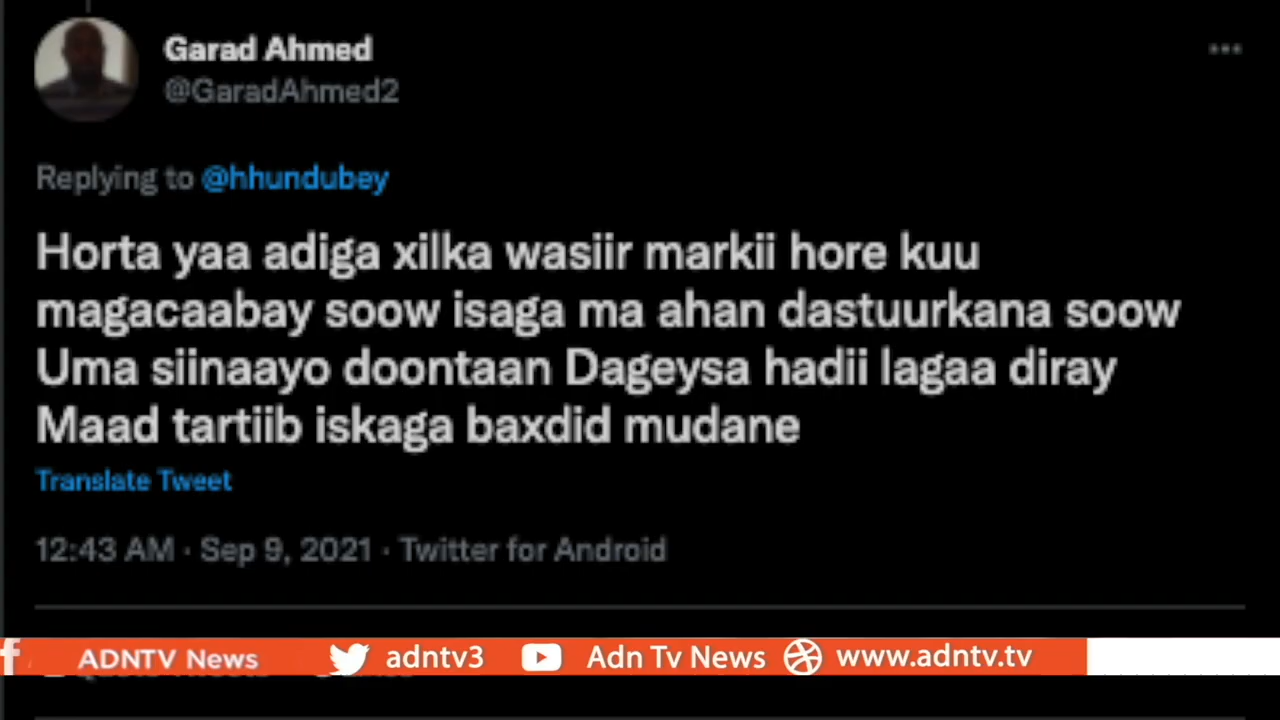 Garad Ahmed
@GaradAhmed2
Replying to @hhundubey
Horta yaa adiga xilka wasiir markii hore kuu
magacaabay soow isaga ma ahan dastuurkana soow
Uma siinaayo doontaan Dageysa hadii lagaa diray
Maad tartiib iskaga baxdid mudane
Translate Tweet
12:43 AM · Sep 9, 2021 · Twitter for Android
ADNTV News adntv3 Adn Tv News www.adntv.tv